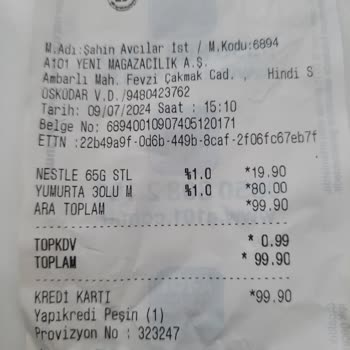 M.Adı:Şahin Avcilar Ist / M.Kodu:6894
A101 YENİ MAGAZACILIK A.Ş.
Ambarlı Mah. Fevzi Çakmak Cad. , Hindi S
ÜSKÜDAR V.D./9480423762
Tarih: 09/07/2024 Saat : 15:10
Belge No: 68940010907405120171
ETTN :22b49a9f-0d6b-449b-8caf-2f06fc67eb7f
NESTLE 65G STL %1.0 *19.90
YUMURTA 30LU M %1.0 *80.00
ARA TOPLAM *99.90
TOPKDV * 0.99
TOPLAM * 99.90
KREDİ KARTI *99.90
Yapikredi Peşin (1)
Provizyon No : 323247